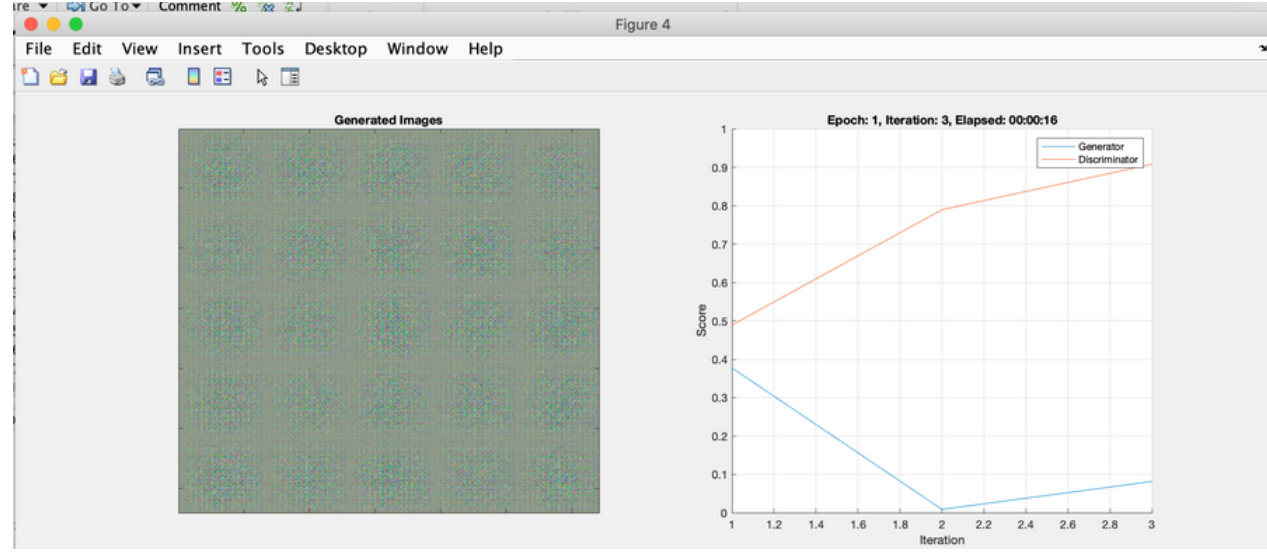 Go To Comment
Figure 4
File Edit View Insert Tools Desktop Window Help
Generated Images
Epoch: 1, Iteration: 3, Elapsed: 00:00:16
Generator
Discriminator
1
0.9
0.8
0.7
0.6
0.5
0.4
0.3
0.2
0.1
0
Score
1 1.2 1.4 1.6 1.8 2 2.2 2.4 2.6 2.8 3
Iteration